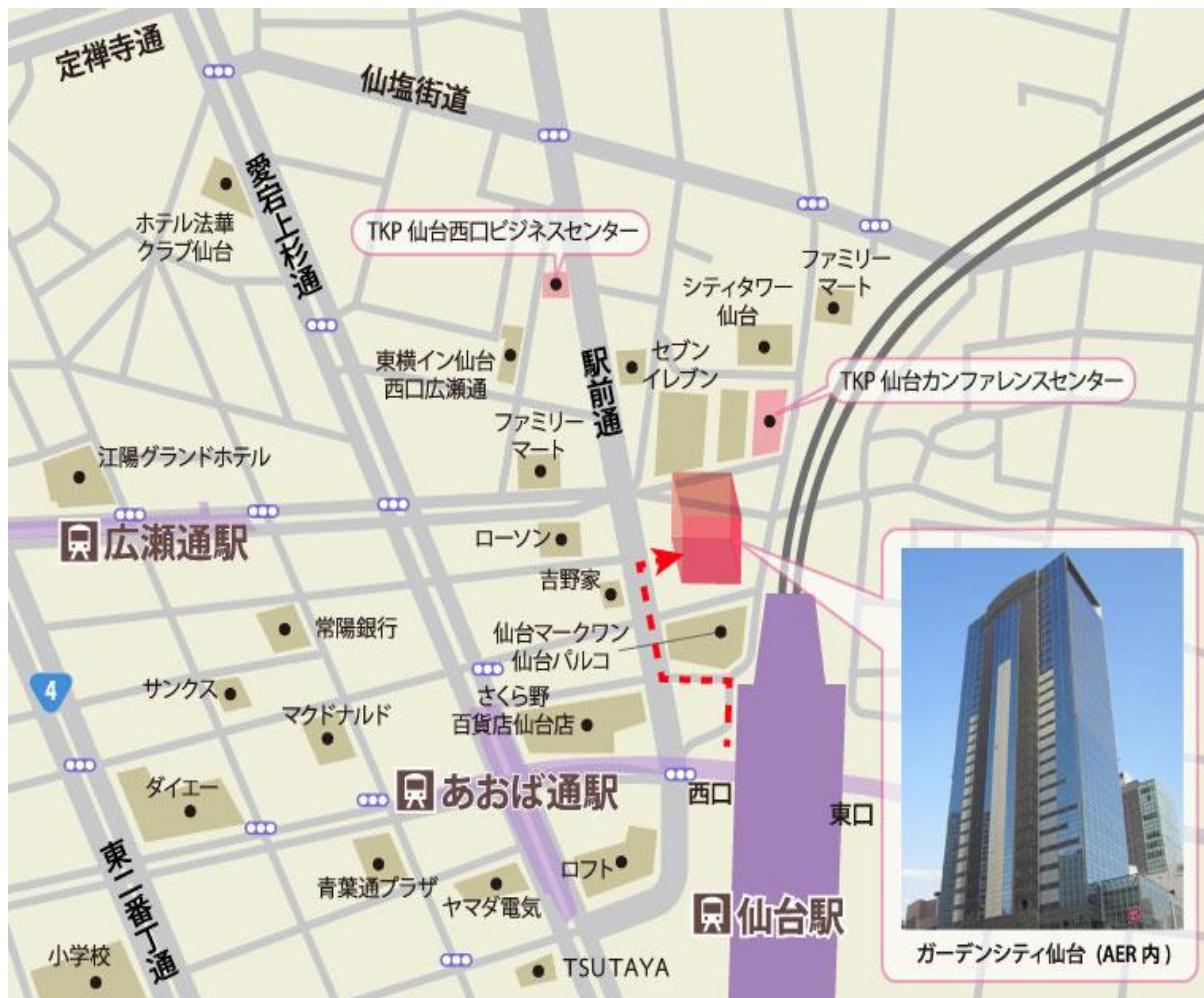 定禅寺通
仙塩街道
愛宕上杉通
ホテル法華
クラブ仙台
TKP 仙台西口ビジネスセンター
ファミリー
マート
シティタワー
仙台
東横イン仙台
西口広瀬通
駅前通
セブン
イレブン
TKP 仙台カンファレンスセンター
ファミリー
マート
江陽グランドホテル
広瀬通駅
ローソン
吉野家
常陽銀行
仙台マークワン
仙台パルコ
4
サンクス
マクドナルド
さくら野
百貨店仙台店
ダイエー
あおば通駅
西口
東口
東二番丁通
青葉通プラザ
ヤマダ電気
ロフト
仙台駅
小学校
TSUTAYA
ガーデンシティ仙台 (AER 内)